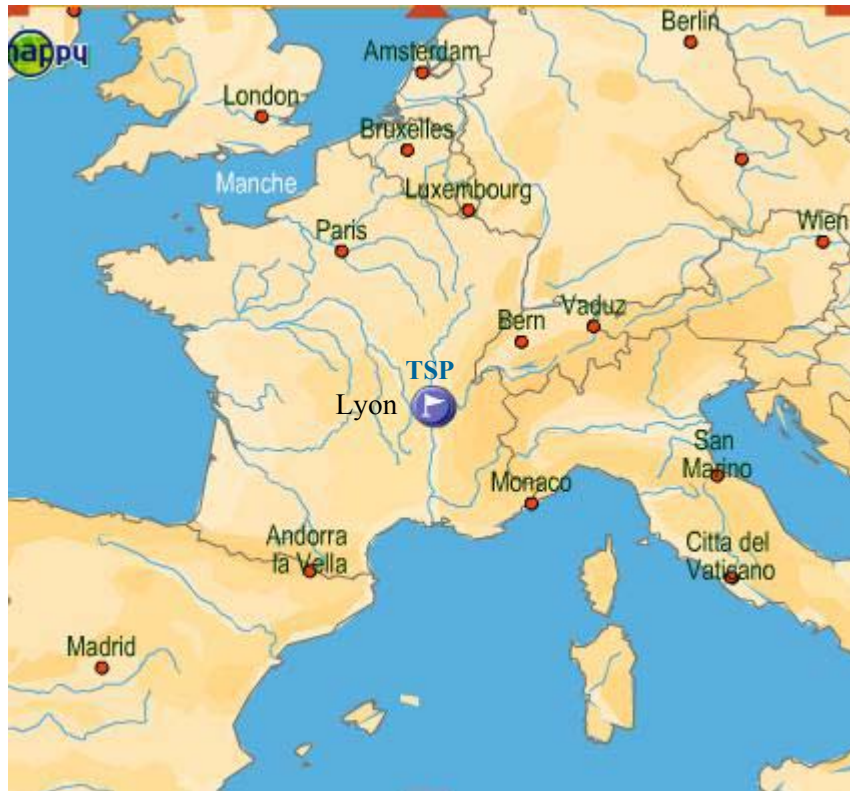 Berlin
mappy
Amsterdam
London
Bruxelles
Manche
Luxembourg
Paris
Wien
Vaduz
Bern
TSP
Lyon
San
Marino
Monaco
Andorra
la Vella
Citta del
Vaticano
Madrid